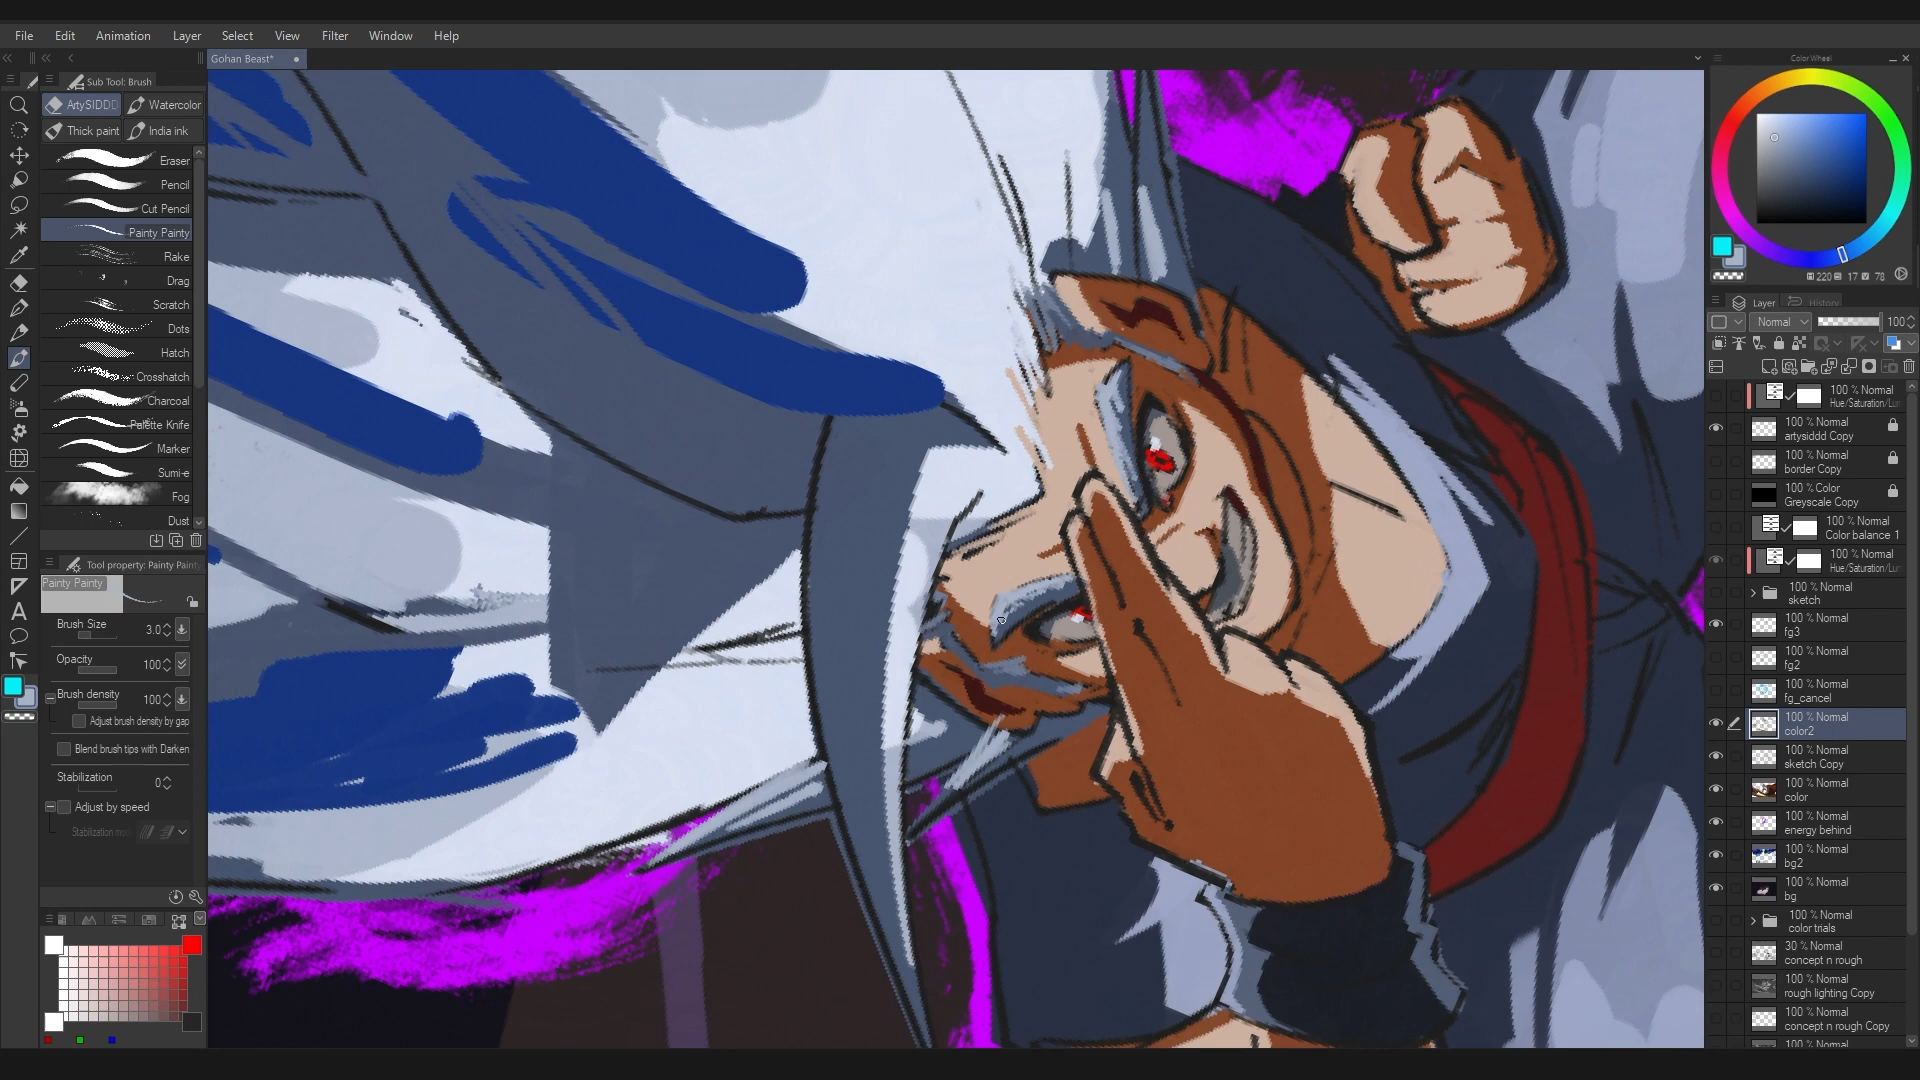 File Edit Animation Layer Select View Filter Window Help
Gohan Beast*
Color Wheel
Sub Tool: Brush
ArtySIDDD
Watercolor
Thick paint
India ink
Eraser
Pencil
Cut Pencil
Painty Painty
Rake
Drag
Scratch
Dots
Hatch
Crosshatch
Charcoal
Palette Knife
Marker
Sumi-e
Fog
Dust
Tool property: Painty Paint
Painty Painty
Brush Size 3.0
Opacity 100
Brush density 100
Adjust brush density by gap
Blend brush tips with Darken
Stabilization 0
Adjust by speed
220 17 78
Layer History
Normal 100
100 % Normal
Hue/Saturation/Lun
100 % Normal
artysiddd Copy
100 % Normal
border Copy
100 % Color
Greyscale Copy
100 % Normal
Color balance 1
100 % Normal
Hue/Saturation/Lun
100 % Normal
sketch
100 % Normal
fg3
100 % Normal
fg2
100 % Normal
fg_cancel
100 % Normal
color2
100 % Normal
sketch Copy
100 % Normal
color
100 % Normal
energy behind
100 % Normal
bg2
100 % Normal
bg
100 % Normal
color trials
30 % Normal
concept n rough
100 % Normal
rough lighting Copy
100 % Normal
concept n rough Copy
100 % Normal